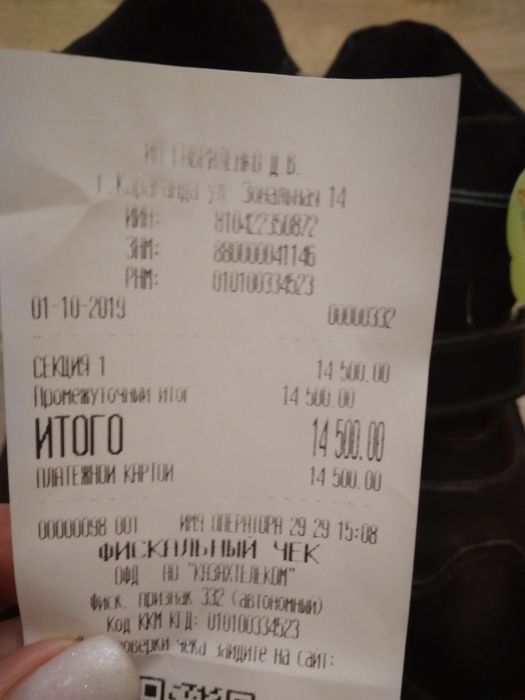 ИП ГАВРИЛЕНКО Д.В.
г.Караганда ул. Зональная 14
ИИН: 810422350872
ЗНМ: 880000041146
РНМ: 010100334523
01-10-2019 00000332
СЕКЦИЯ 1 14 500.00
Промежуточный итог 14 500.00
ИТОГО 14 500.00
ПЛАТЕЖНОЙ КАРТОЙ 14 500.00
00000098 001 ИМЯ ОПЕРАТОРА 29 29 15:08
ФИСКАЛЬНЫЙ ЧЕК
ОФД - АО "КАЗАХТЕЛЕКОМ"
Фиск. признак 332 (автономный)
Код ККМ КГД: 010100334523
проверки чека зайдите на сайт: